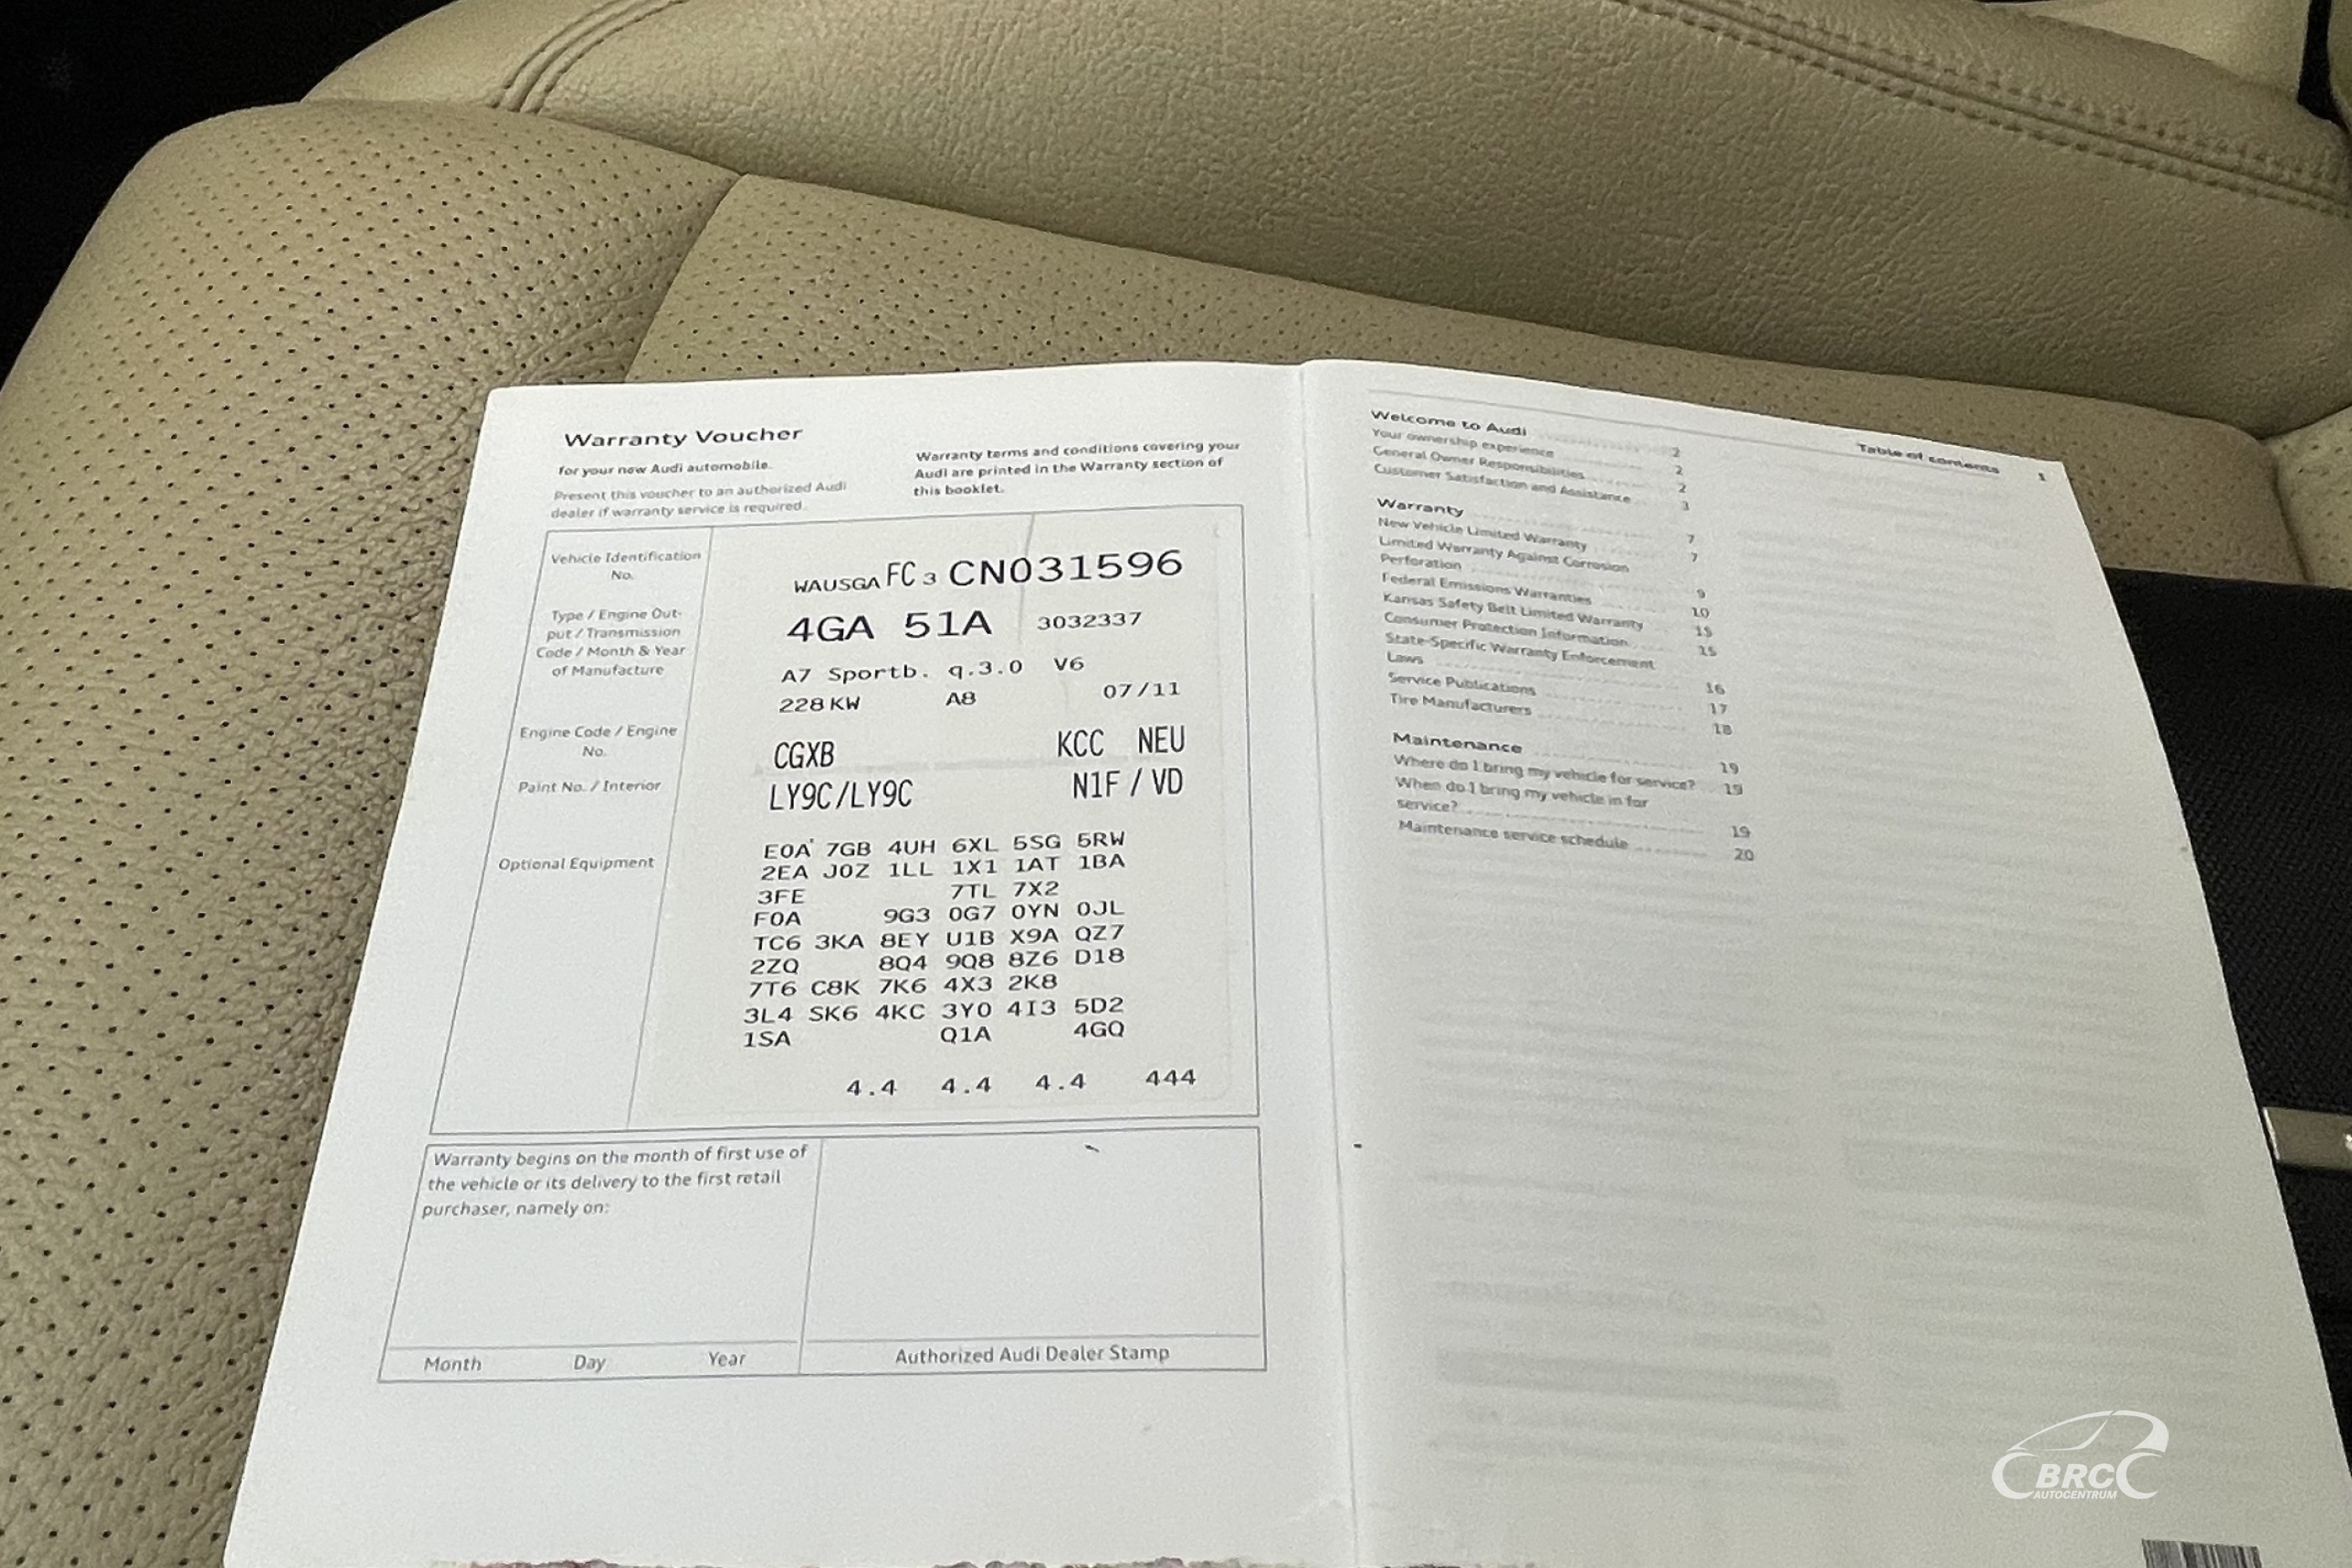 Warranty Voucher
for your new Audi automobile.
Present this voucher to an authorized Audi
dealer if warranty service is required.
Warranty terms and conditions covering your
Audi are printed in the Warranty section of
this booklet.
Vehicle Identification
No.
WAUSGA FC 3 CN031596
Type / Engine Out-
put / Transmission
Code / Month & Year
of Manufacture
4GA 51A 3032337
A7 Sportb. q.3.0 V6
228 KW A8 07/11
Engine Code / Engine
No.
CGXB KCC NEU
Paint No. / Interior
LY9C/LY9C N1F / VD
Optional Equipment
E0A 7GB 4UH 6XL 5SG 5RW
2EA J0Z 1LL 1X1 1AT 1BA
3FE 7TL 7X2
F0A 9G3 0G7 0YN 0JL
TC6 3KA 8EY U1B X9A QZ7
2ZQ 8Q4 9Q8 8Z6 D18
7T6 C8K 7K6 4X3 2K8
3L4 SK6 4KC 3Y0 4I3 5D2
1SA Q1A 4GQ
4.4 4.4 4.4 444
Warranty begins on the month of first use of
the vehicle or its delivery to the first retail
purchaser, namely on:
Month Day Year
Authorized Audi Dealer Stamp
Table of contents 1
Welcome to Audi 2
Your ownership experience 2
General Owner Responsibilities 2
Customer Satisfaction and Assistance 3
Warranty 7
New Vehicle Limited Warranty 7
Limited Warranty Against Corrosion
Perforation 9
Federal Emissions Warranties 10
Kansas Safety Belt Limited Warranty 15
Consumer Protection Information 15
State-Specific Warranty Enforcement
Laws 16
Service Publications 17
Tire Manufacturers 18
Maintenance 19
Where do I bring my vehicle for service? 19
When do I bring my vehicle in for
service? 19
Maintenance service schedule 20
BRC
AUTOCENTRUM